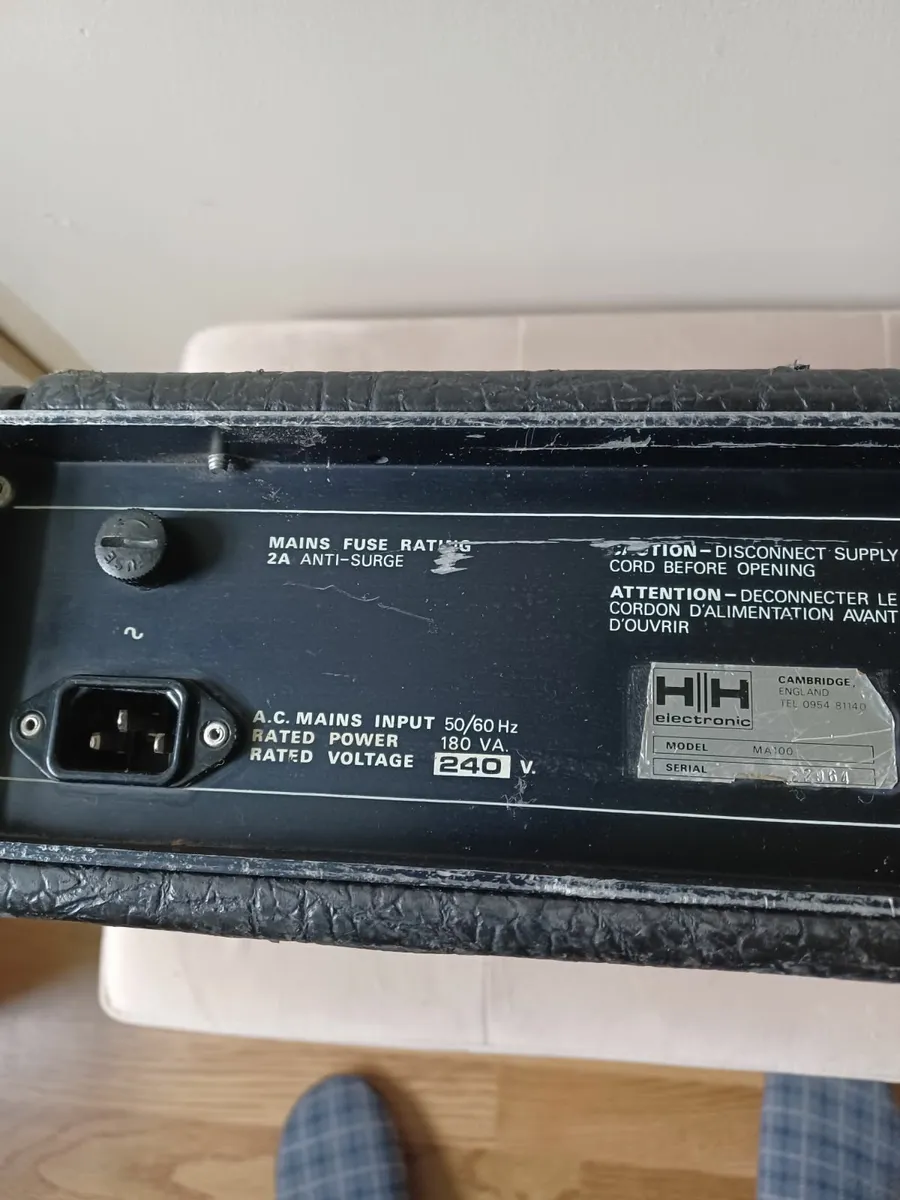 MAINS FUSE RATING
2A ANTI-SURGE
CAUTION – DISCONNECT SUPPLY
CORD BEFORE OPENING
ATTENTION – DECONNECTER LE
CORDON D'ALIMENTATION AVANT
D'OUVRIR
FUSE
~
A.C. MAINS INPUT 50/60 Hz
RATED POWER 180 VA.
RATED VOLTAGE 240 V.
HH
electronic
CAMBRIDGE,
ENGLAND
TEL 0954 81140
MODEL MA100
SERIAL